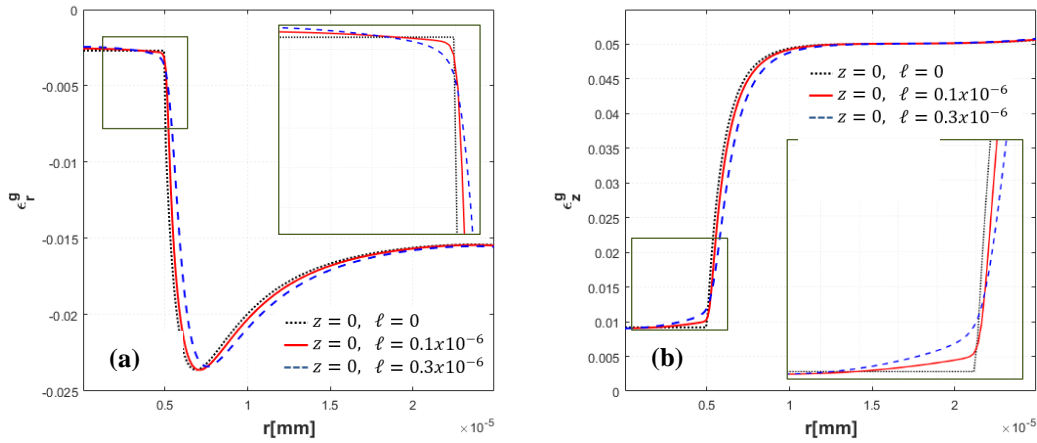 0
-0.005
-0.01
-0.015
-0.02
-0.025
ϵ_r^g
z = 0, ℓ = 0
z = 0, ℓ = 0.1x10⁻⁶
z = 0, ℓ = 0.3x10⁻⁶
(a)
0.5 1 1.5 2
×10⁻⁵
r[mm]
0.05
0.045
0.04
0.035
0.03
0.025
0.02
0.015
0.01
0.005
0
ϵ_z^g
z = 0, ℓ = 0
z = 0, ℓ = 0.1x10⁻⁶
z = 0, ℓ = 0.3x10⁻⁶
(b)
0.5 1 1.5 2
×10⁻⁵
r[mm]